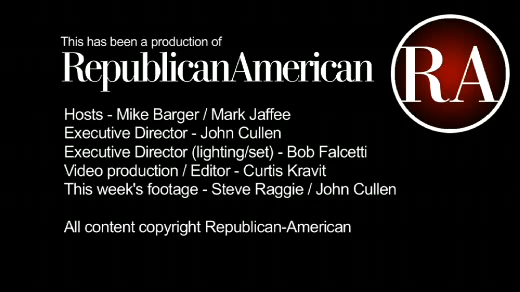 This has been a production of
RepublicanAmerican
RA
Hosts - Mike Barger / Mark Jaffee
Executive Director - John Cullen
Executive Director (lighting/set) - Bob Falcetti
Video production / Editor - Curtis Kravit
This week's footage - Steve Raggie / John Cullen
All content copyright Republican-American